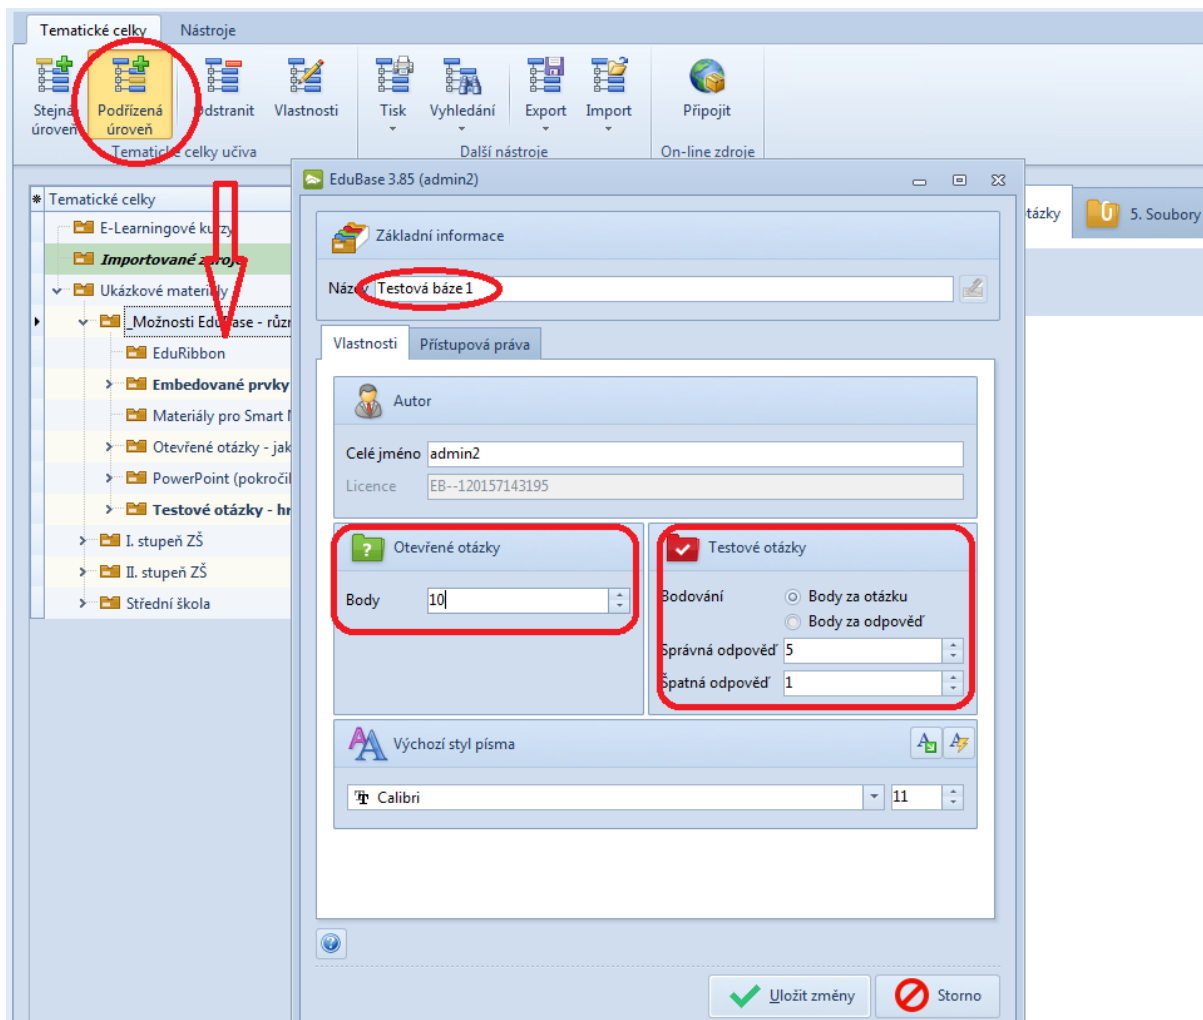 Tematické celky Nástroje
Stejná úroveň
Podřízená úroveň
Odstranit
Vlastnosti
Tisk
Vyhledání
Export
Import
Připojit
Tematické celky učiva
Další nástroje
On-line zdroje
Tematické celky
E-Learningové kurzy
Importované zdroje
Ukázkové materiály
_Možnosti EduBase - různ
EduRibbon
Embedované prvky
Materiály pro Smart
Otevřené otázky - jak
PowerPoint (pokročil
Testové otázky - hr
I. stupeň ZŠ
II. stupeň ZŠ
Střední škola
otázky
5. Soubory
EduBase 3.85 (admin2)
Základní informace
Název Testová báze 1
Vlastnosti Přístupová práva
Autor
Celé jméno admin2
Licence EB--120157143195
Otevřené otázky
Body 10
Testové otázky
Bodování Body za otázku
Body za odpověď
Správná odpověď 5
Špatná odpověď 1
Výchozí styl písma
Calibri 11
Uložit změny Storno